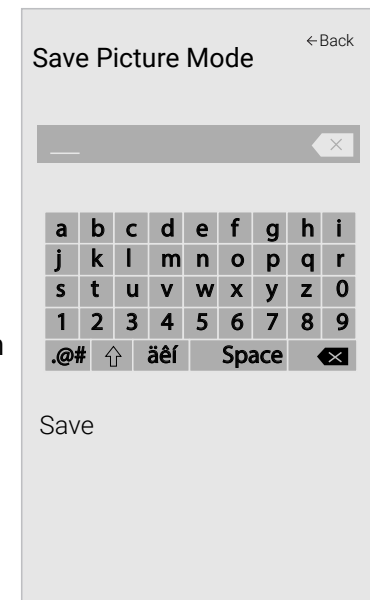 ←Back
Save Picture Mode
a b c d e f g h i
j k l m n o p q r
s t u v w x y z 0
1 2 3 4 5 6 7 8 9
.@# äêí Space
Save